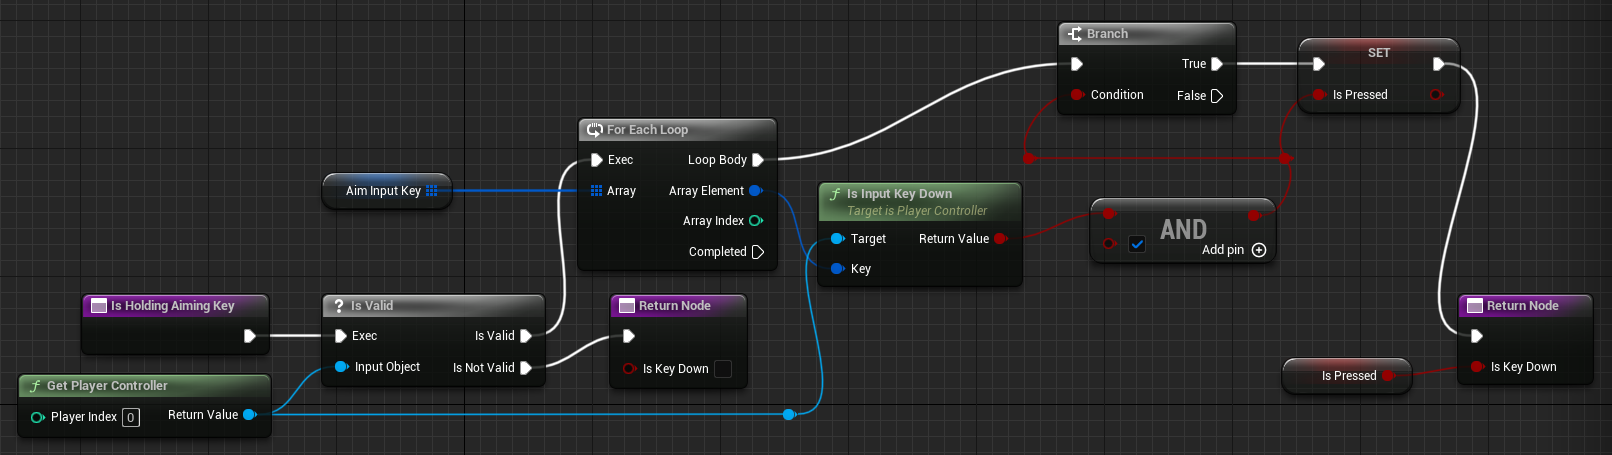 Branch
True
Condition
False
SET
Is Pressed
For Each Loop
Exec
Loop Body
Array
Array Element
Array Index
Completed
Aim Input Key
Is Input Key Down
Target is Player Controller
Target
Return Value
Key
AND
Add pin
Is Holding Aiming Key
Is Valid
Exec
Is Valid
Input Object
Is Not Valid
Return Node
Is Key Down
Get Player Controller
Player Index 0
Return Value
Return Node
Is Key Down
Is Pressed